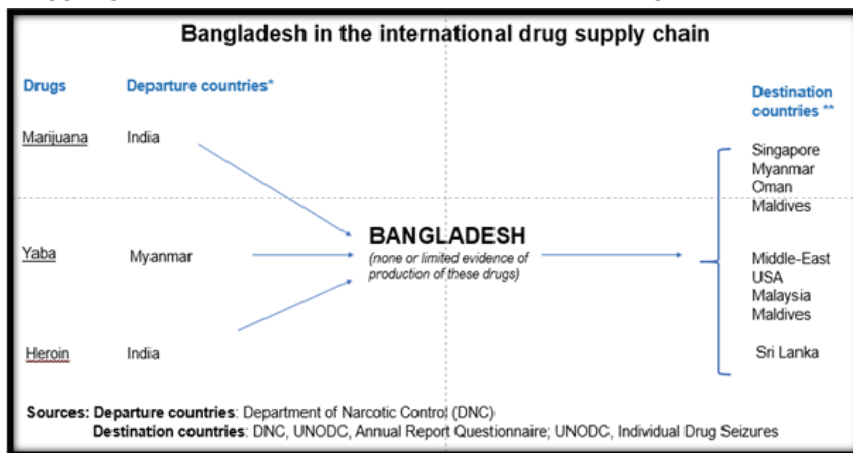 Bangladesh in the international drug supply chain
Drugs
Departure countries*
Destination
countries **
Marijuana
India
Singapore
Myanmar
Oman
Maldives
Yaba
Myanmar
BANGLADESH
(none or limited evidence of
production of these drugs)
Middle-East
USA
Malaysia
Maldives
Heroin
India
Sri Lanka
Sources: Departure countries: Department of Narcotic Control (DNC)
Destination countries: DNC, UNODC, Annual Report Questionnaire; UNODC, Individual Drug Seizures